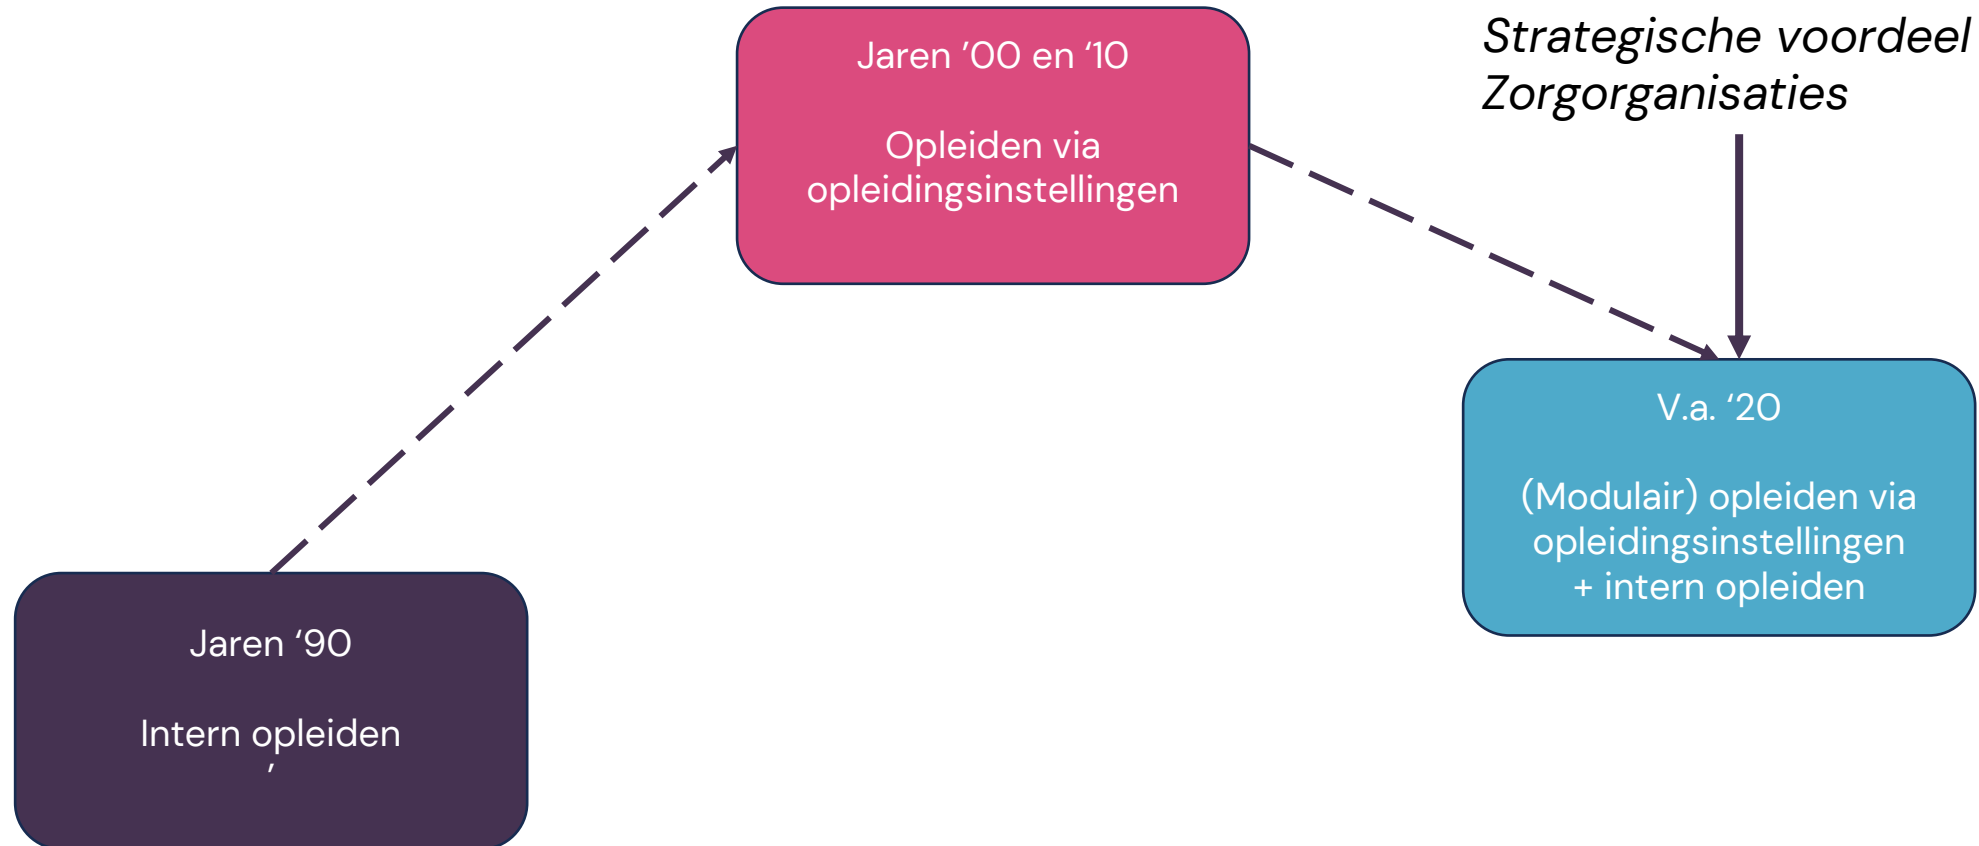 Jaren ’00 en ‘10
Opleiden via
opleidingsinstellingen
Strategische voordeel
Zorgorganisaties
V.a. ‘20
(Modulair) opleiden via
opleidingsinstellingen
+ intern opleiden
Jaren ‘90
Intern opleiden
’